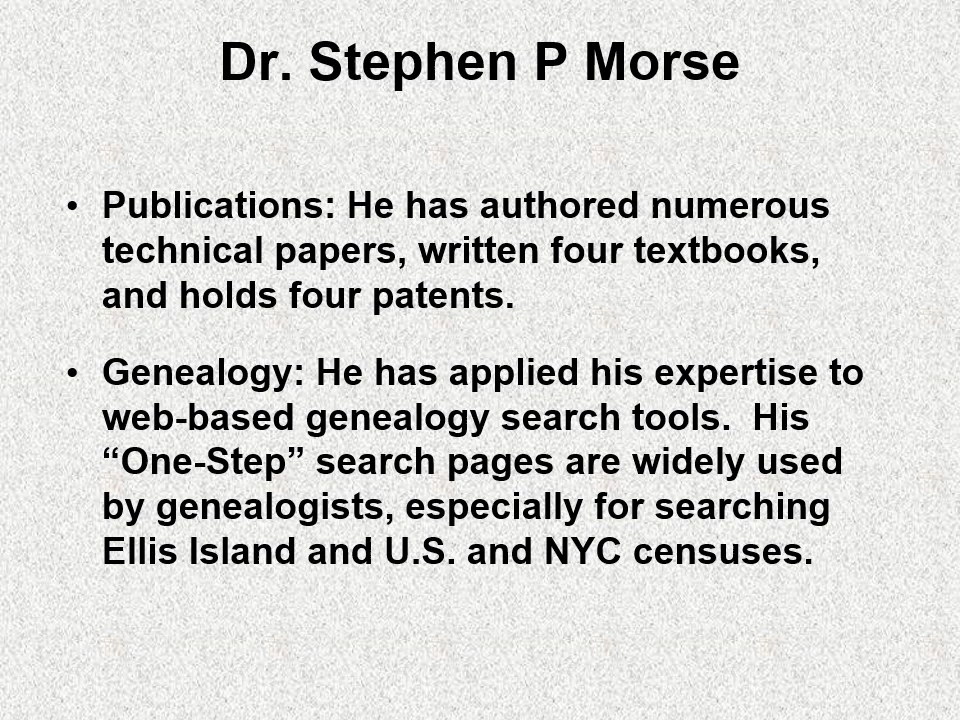 Dr. Stephen P Morse
• Publications: He has authored numerous
technical papers, written four textbooks,
and holds four patents.
• Genealogy: He has applied his expertise to
web-based genealogy search tools.  His
“One-Step” search pages are widely used
by genealogists, especially for searching
Ellis Island and U.S. and NYC censuses.